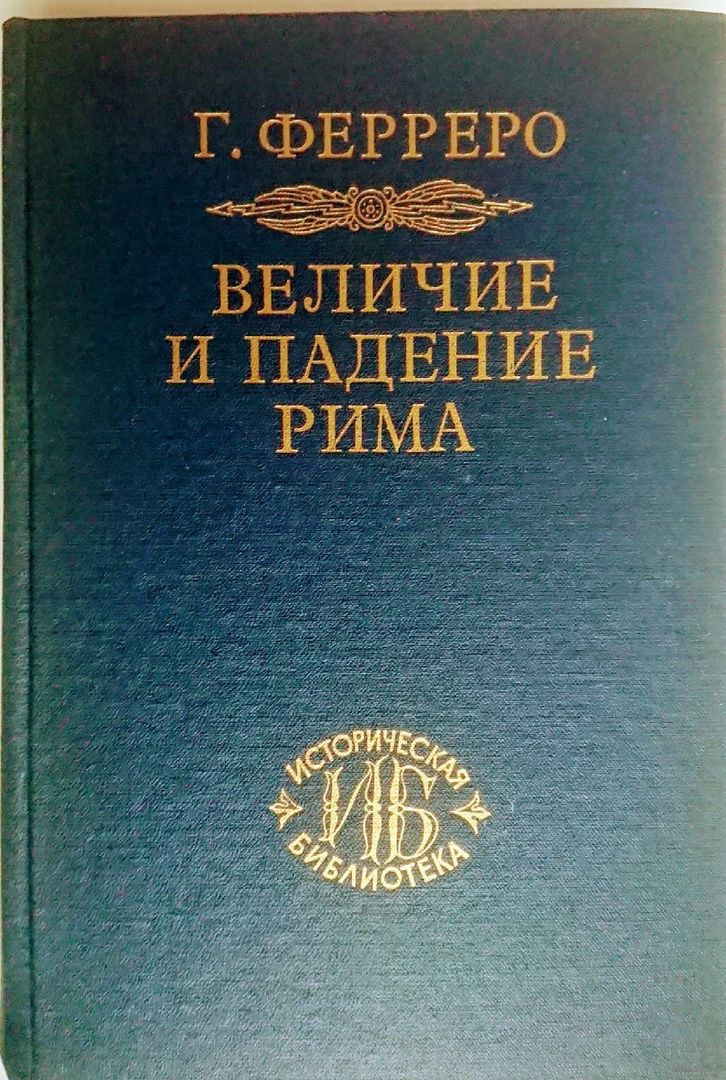 Г. ФЕРРЕРО
ВЕЛИЧИЕ
И ПАДЕНИЕ
РИМА
ИСТОРИЧЕСКАЯ
ИБ
БИБЛИОТЕКА